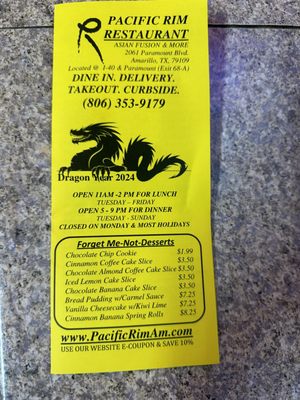 R PACIFIC RIM
RESTAURANT
ASIAN FUSION & MORE
2061 Paramount Blvd.
Amarillo, TX, 79109
Located @ I-40 & Paramount (Exit 68-A)
DINE IN. DELIVERY.
TAKEOUT. CURBSIDE.
(806) 353-9179
Dragon Year 2024
OPEN 11AM -2 PM FOR LUNCH
TUESDAY – FRIDAY
OPEN 5 - 9 PM FOR DINNER
TUESDAY - SUNDAY
CLOSED ON MONDAY & MOST HOLIDAYS
Forget Me-Not-Desserts
Chocolate Chip Cookie $1.99
Cinnamon Coffee Cake Slice $3.50
Chocolate Almond Coffee Cake Slice $3.50
Iced Lemon Cake Slice $3.50
Chocolate Banana Cake Slice $3.50
Bread Pudding w/Carmel Sauce $7.25
Vanilla Cheesecake w/Kiwi Lime $7.25
Cinnamon Banana Spring Rolls $8.25
www.PacificRimAm.com
USE OUR WEBSITE E-COUPON & SAVE 10%